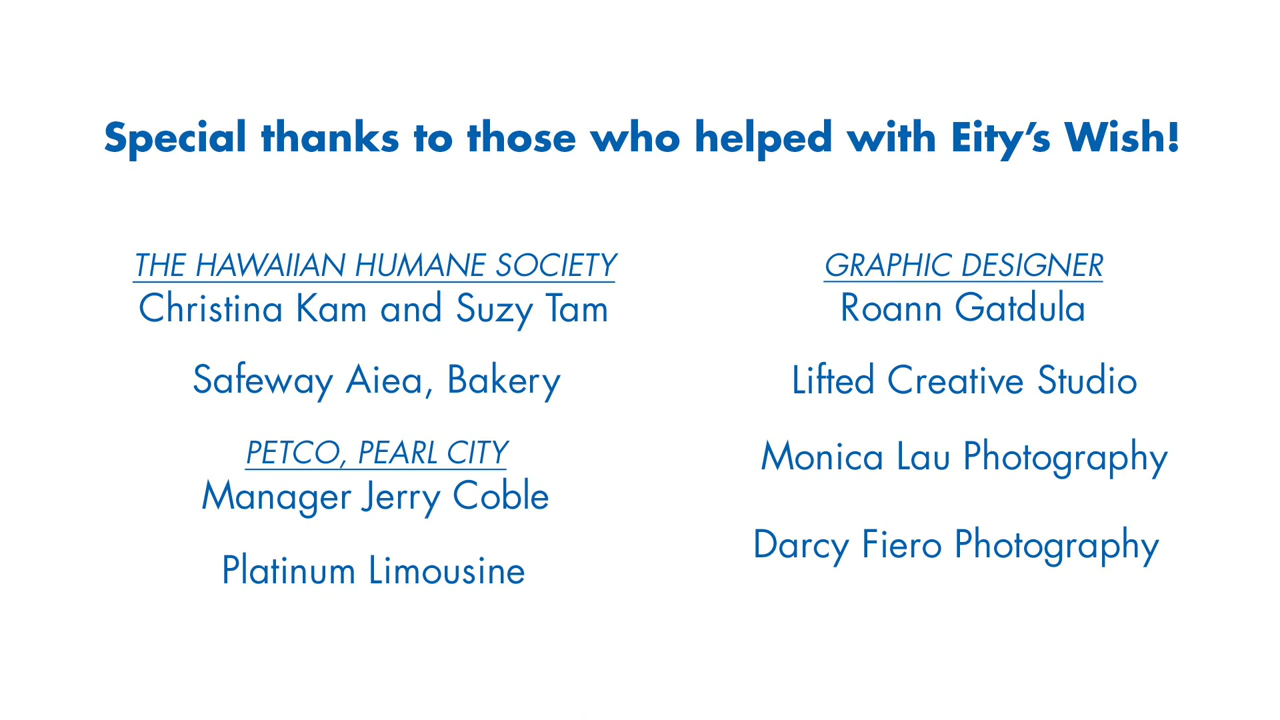 Special thanks to those who helped with Eity's Wish!
THE HAWAIIAN HUMANE SOCIETY
Christina Kam and Suzy Tam
Safeway Aiea, Bakery
PETCO, PEARL CITY
Manager Jerry Coble
Platinum Limousine
GRAPHIC DESIGNER
Roann Gatdula
Lifted Creative Studio
Monica Lau Photography
Darcy Fiero Photography